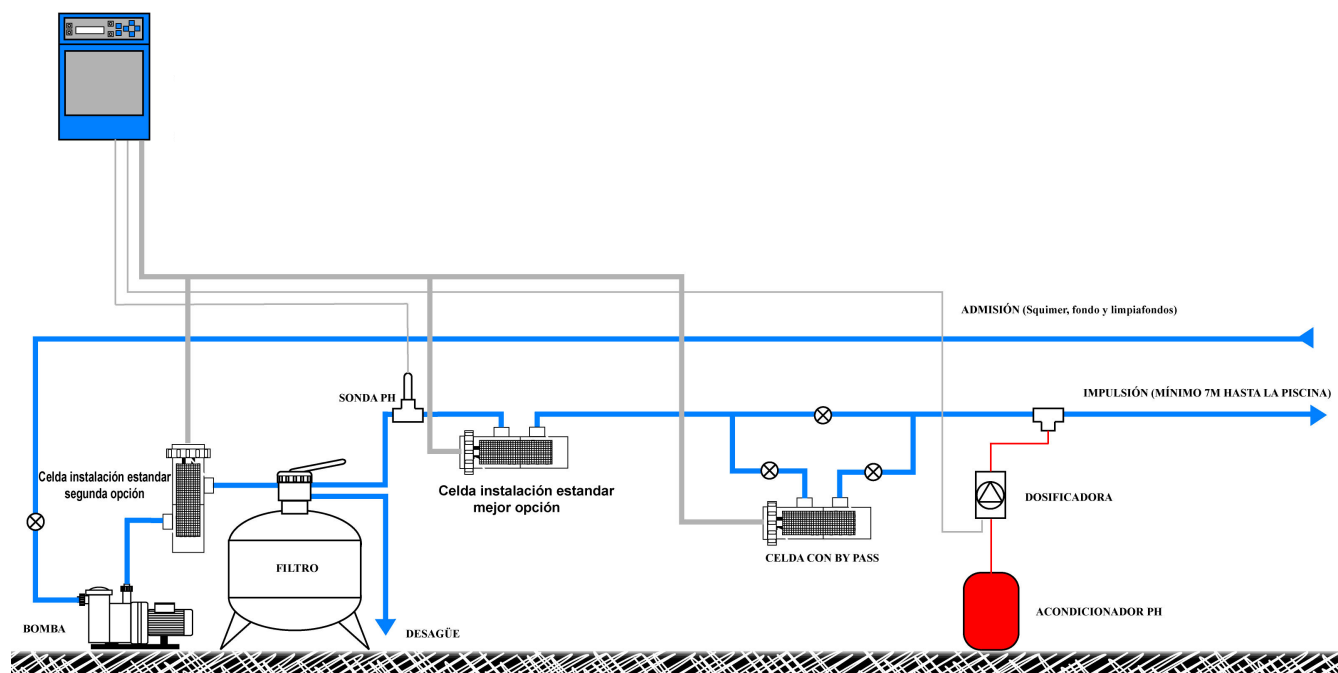 ADMISIÓN (Squimer, fondo y limpiafondos)
SONDA PH
IMPULSIÓN (MÍNIMO 7M HASTA LA PISCINA)
Celda instalación estandar
segunda opción
Celda instalación estandar
mejor opción
DOSIFICADORA
CELDA CON BY PASS
FILTRO
ACONDICIONADOR PH
BOMBA
DESAGÜE